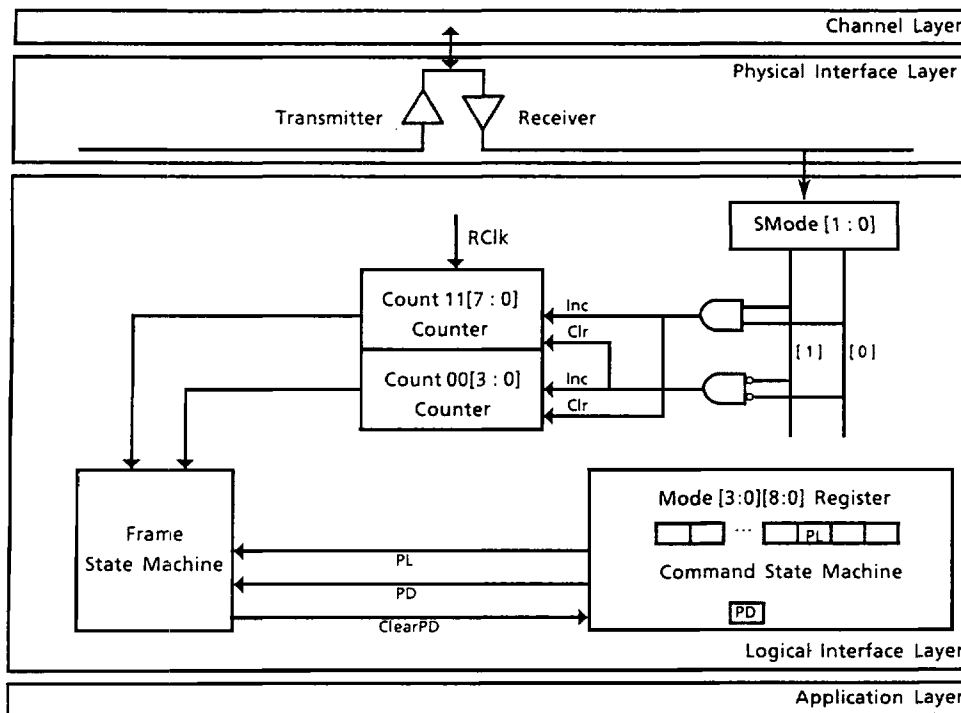 Channel Layer
Physical Interface Layer
Transmitter
Receiver
SMode [1 : 0]
RClk
Count 11[7 : 0]
Counter
Inc
Clr
[1]
[0]
Count 00[3 : 0]
Counter
Inc
Clr
Frame
State Machine
Mode [3:0][8:0] Register
... PL
Command State Machine
PD
PL
PD
ClearPD
Logical Interface Layer
Application Layer